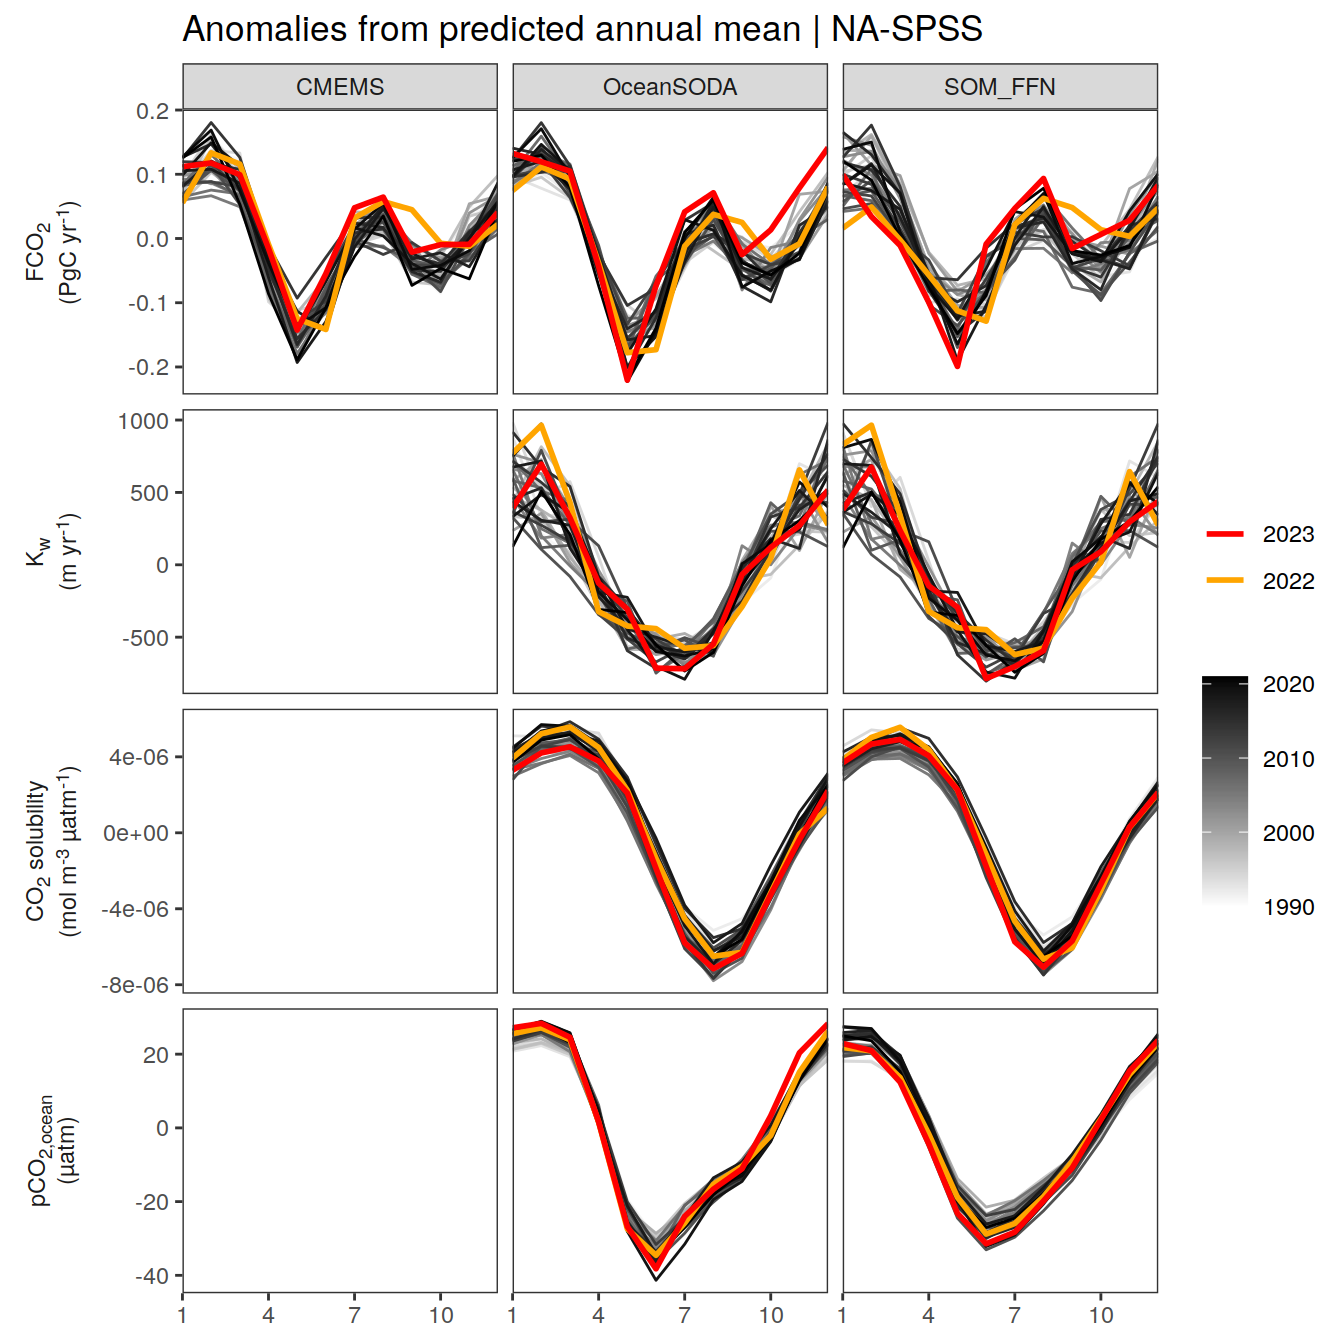 Anomalies from predicted annual mean | NA-SPSS
CMEMS
OceanSODA
SOM_FFN
FCO₂
(PgC yr⁻¹)
0.2
0.1
0.0
-0.1
-0.2
K_w
(m yr⁻¹)
1000
500
0
-500
CO₂ solubility
(mol m⁻³ µatm⁻¹)
4e-06
0e+00
-4e-06
-8e-06
pCO₂,ocean
(µatm)
20
0
-20
-40
1 4 7 10
1 4 7 10
1 4 7 10
2023
2022
2020
2010
2000
1990